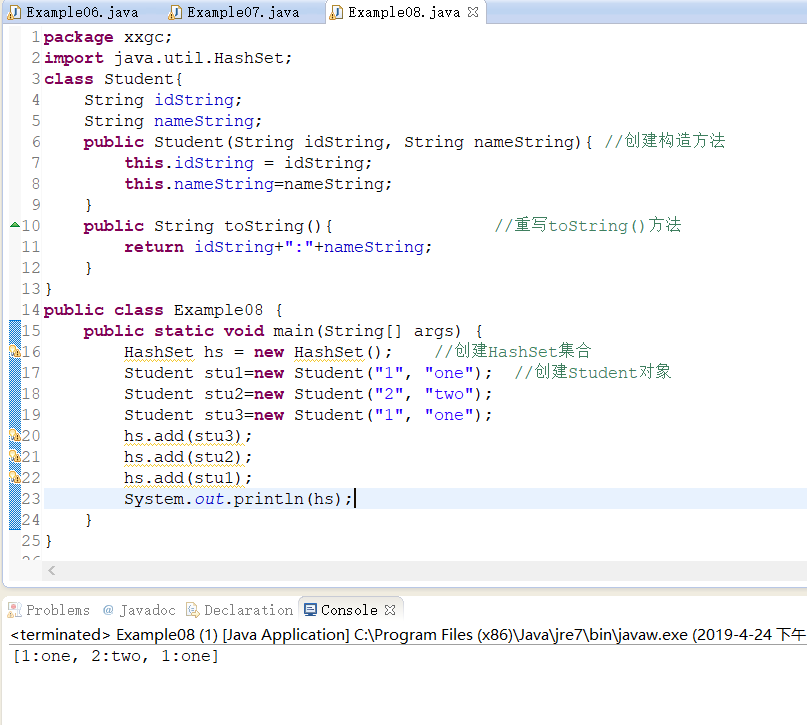 Example06.java Example07.java Example08.java
1 package xxgc;
2 import java.util.HashSet;
3 class Student{
4 String idString;
5 String nameString;
6 public Student(String idString, String nameString){ //创建构造方法
7 this.idString = idString;
8 this.nameString=nameString;
9 }
10 public String toString(){ //重写toString()方法
11 return idString+":"+nameString;
12 }
13 }
14 public class Example08 {
15 public static void main(String[] args) {
16 HashSet hs = new HashSet(); //创建HashSet集合
17 Student stu1=new Student("1", "one"); //创建Student对象
18 Student stu2=new Student("2", "two");
19 Student stu3=new Student("1", "one");
20 hs.add(stu3);
21 hs.add(stu2);
22 hs.add(stu1);
23 System.out.println(hs);
24 }
25 }
Problems @ Javadoc Declaration Console
<terminated> Example08 (1) [Java Application] C:\Program Files (x86)\Java\jre7\bin\javaw.exe (2019-4-24 下午
[1:one, 2:two, 1:one]